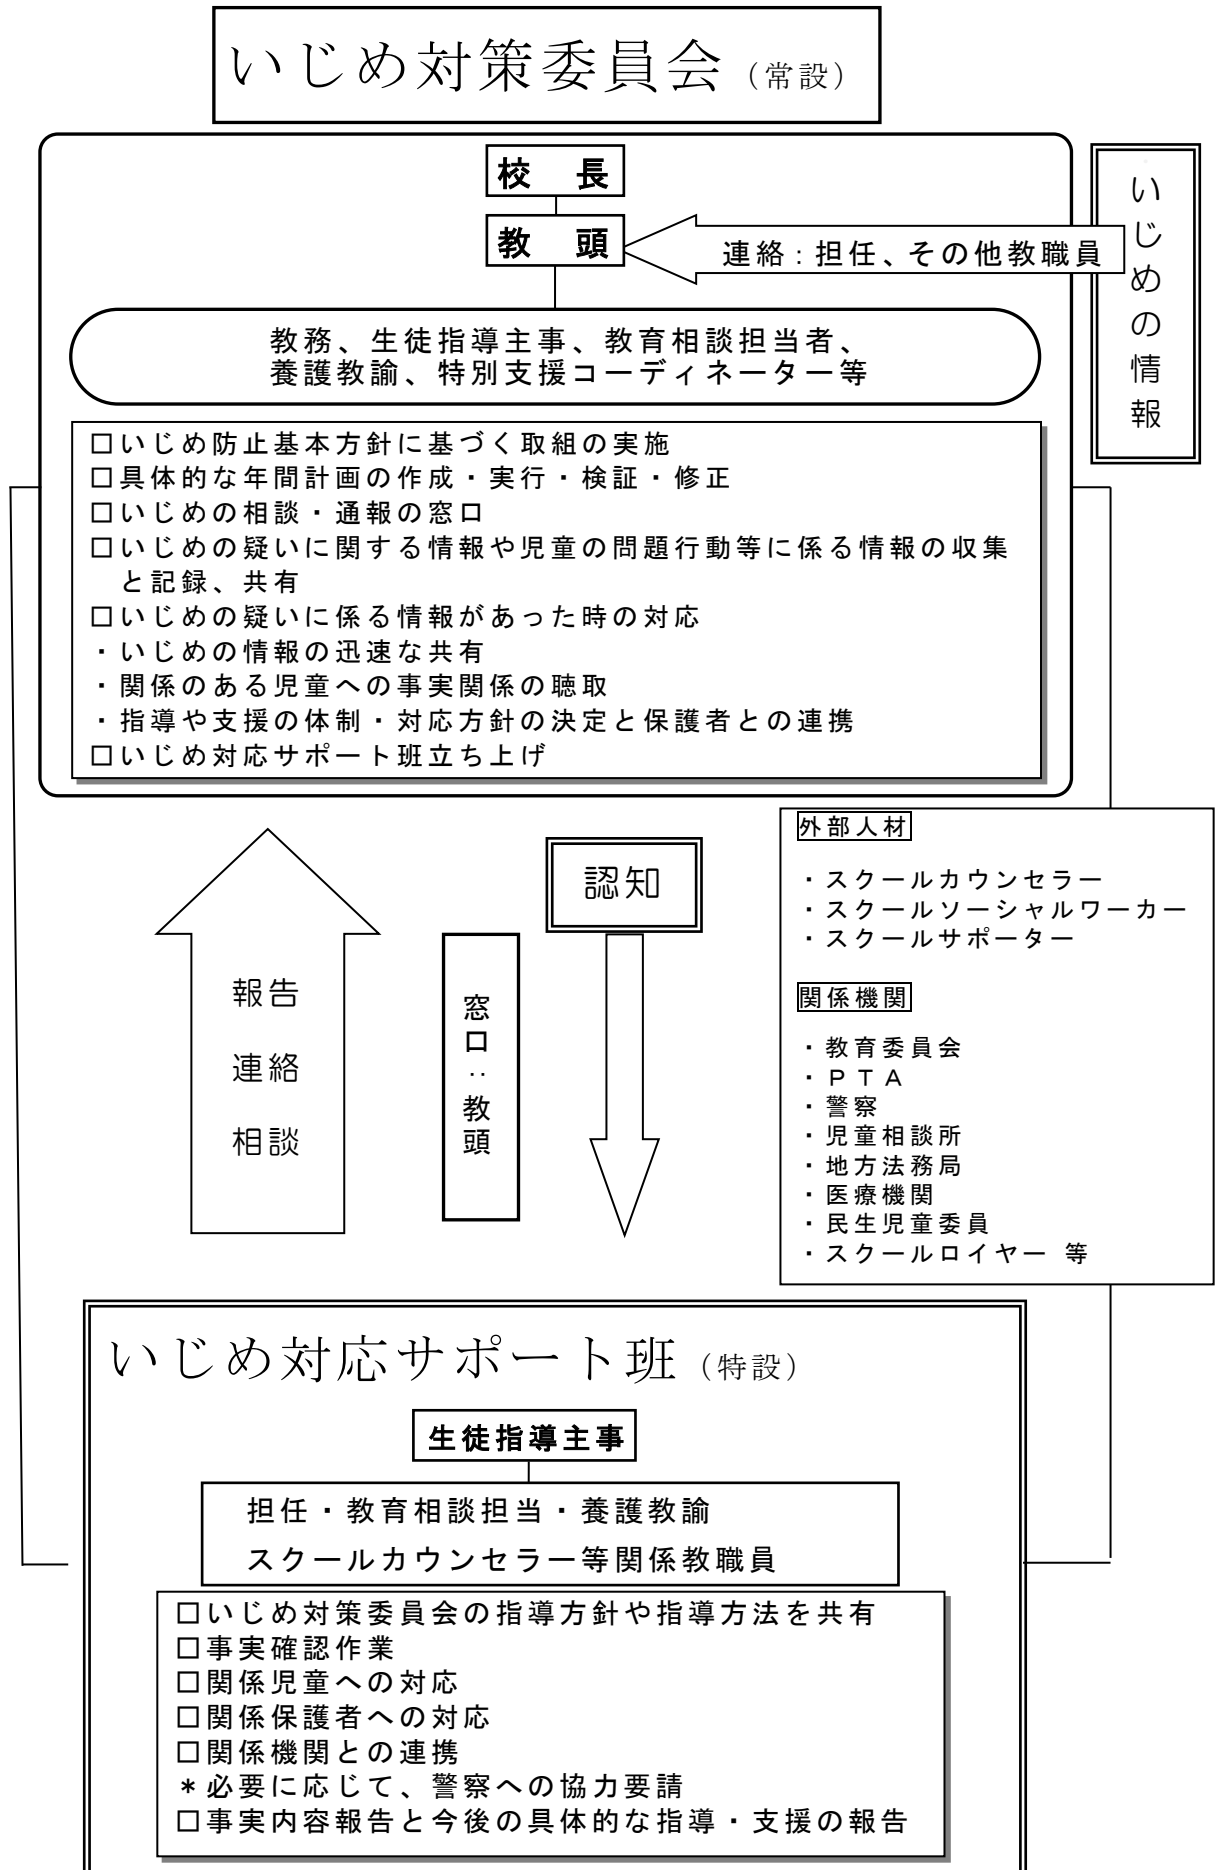 いじめ対策委員会（常設）
校　長
教　頭
連絡：担任、その他教職員
いじめの情報
教務、生徒指導主事、教育相談担当者、
養護教諭、特別支援コーディネーター等
□いじめ防止基本方針に基づく取組の実施
□具体的な年間計画の作成・実行・検証・修正
□いじめの相談・通報の窓口
□いじめの疑いに関する情報や児童の問題行動等に係る情報の収集
と記録、共有
□いじめの疑いに係る情報があった時の対応
・いじめの情報の迅速な共有
・関係のある児童への事実関係の聴取
・指導や支援の体制・対応方針の決定と保護者との連携
□いじめ対応サポート班立ち上げ
報告
連絡
相談
窓口：教頭
認知
外部人材
・スクールカウンセラー
・スクールソーシャルワーカー
・スクールサポーター
関係機関
・教育委員会
・ＰＴＡ
・警察
・児童相談所
・地方法務局
・医療機関
・民生児童委員
・スクールロイヤー 等
いじめ対応サポート班（特設）
生徒指導主事
担任・教育相談担当・養護教諭
スクールカウンセラー等関係教職員
□いじめ対策委員会の指導方針や指導方法を共有
□事実確認作業
□関係児童への対応
□関係保護者への対応
□関係機関との連携
＊必要に応じて、警察への協力要請
□事実内容報告と今後の具体的な指導・支援の報告